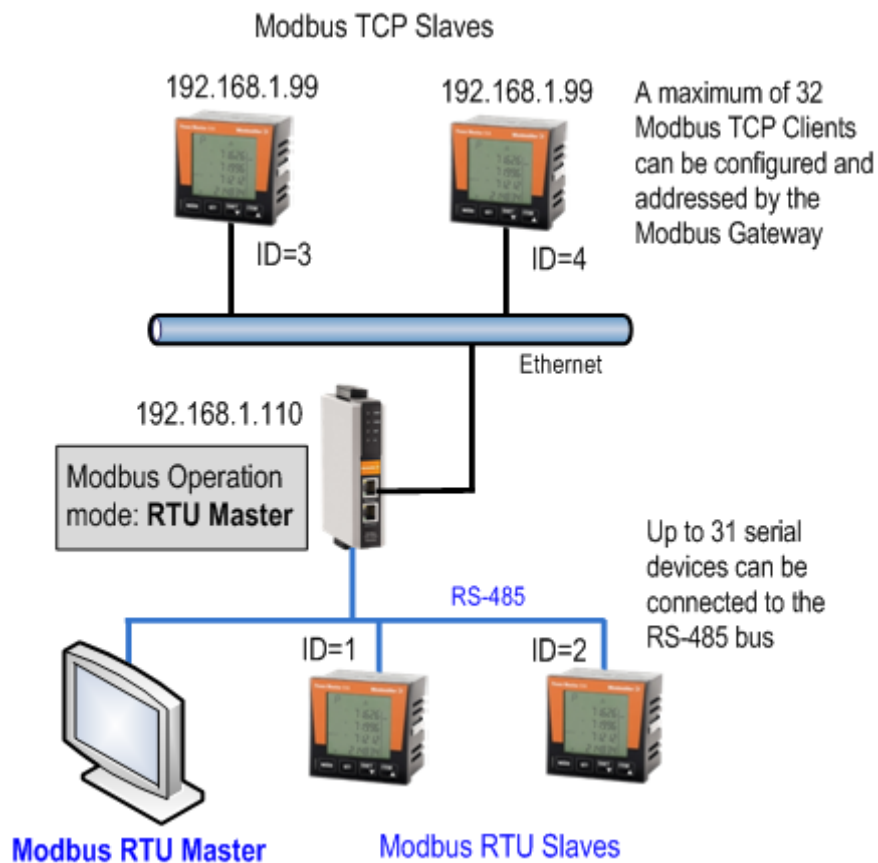 Modbus TCP Slaves
192.168.1.99
192.168.1.99
A maximum of 32
Modbus TCP Clients
can be configured and
addressed by the
Modbus Gateway
ID=3
ID=4
Ethernet
192.168.1.110
Modbus Operation
mode: RTU Master
Up to 31 serial
devices can be
connected to the
RS-485 bus
RS-485
ID=1
ID=2
Modbus RTU Master
Modbus RTU Slaves